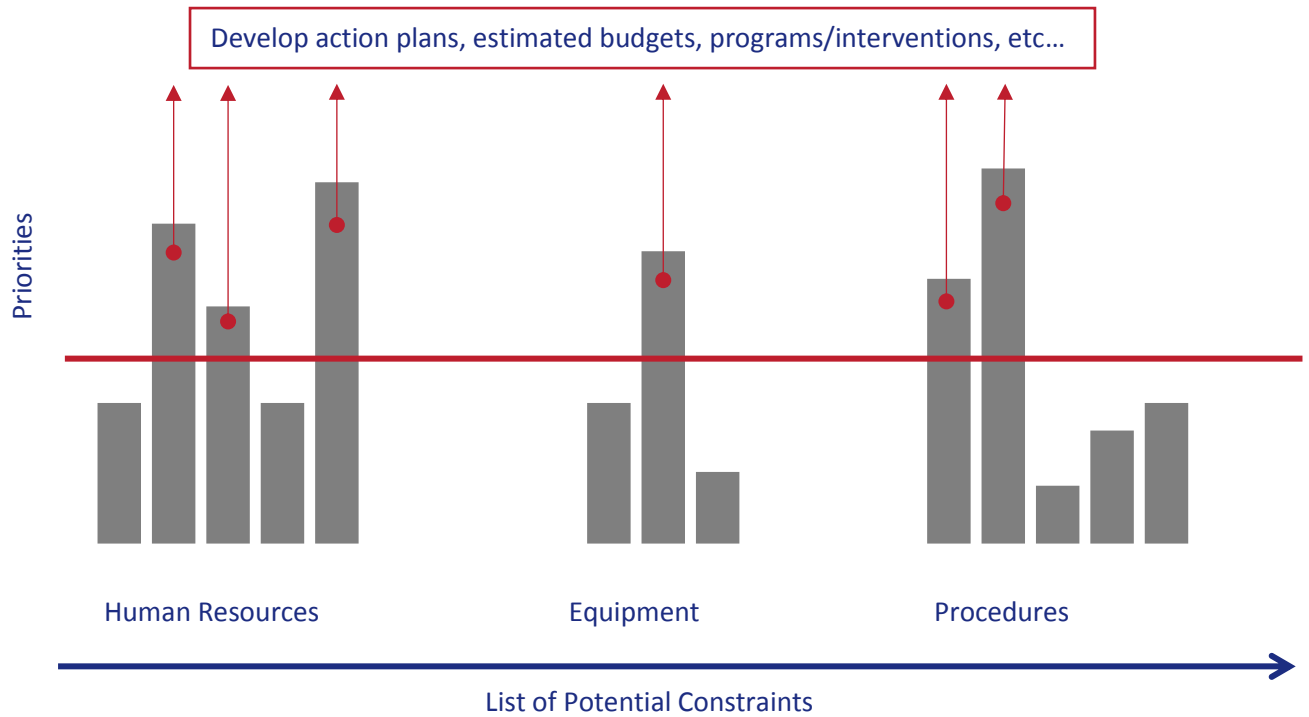 Develop action plans, estimated budgets, programs/interventions, etc…
Priorities
Human Resources
Equipment
Procedures
List of Potential Constraints